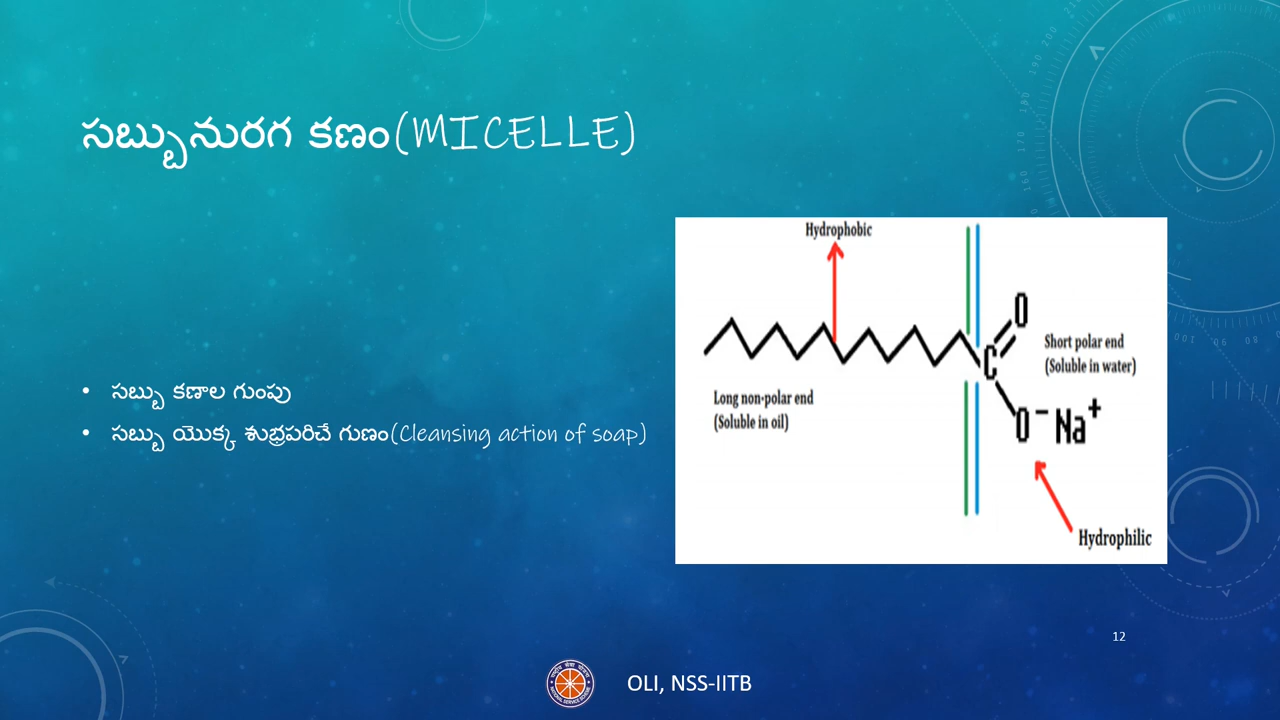 సబ్బునురగ కణం(MICELLE)
• సబ్బు కణాల గుంపు
• సబ్బు యొక్క శుభ్రపరిచే గుణం(Cleansing action of soap)
Hydrophobic
O
C
Short polar end
(Soluble in water)
Long non-polar end
(Soluble in oil)
O⁻ Na⁺
Hydrophilic
12
OLI, NSS-IITB